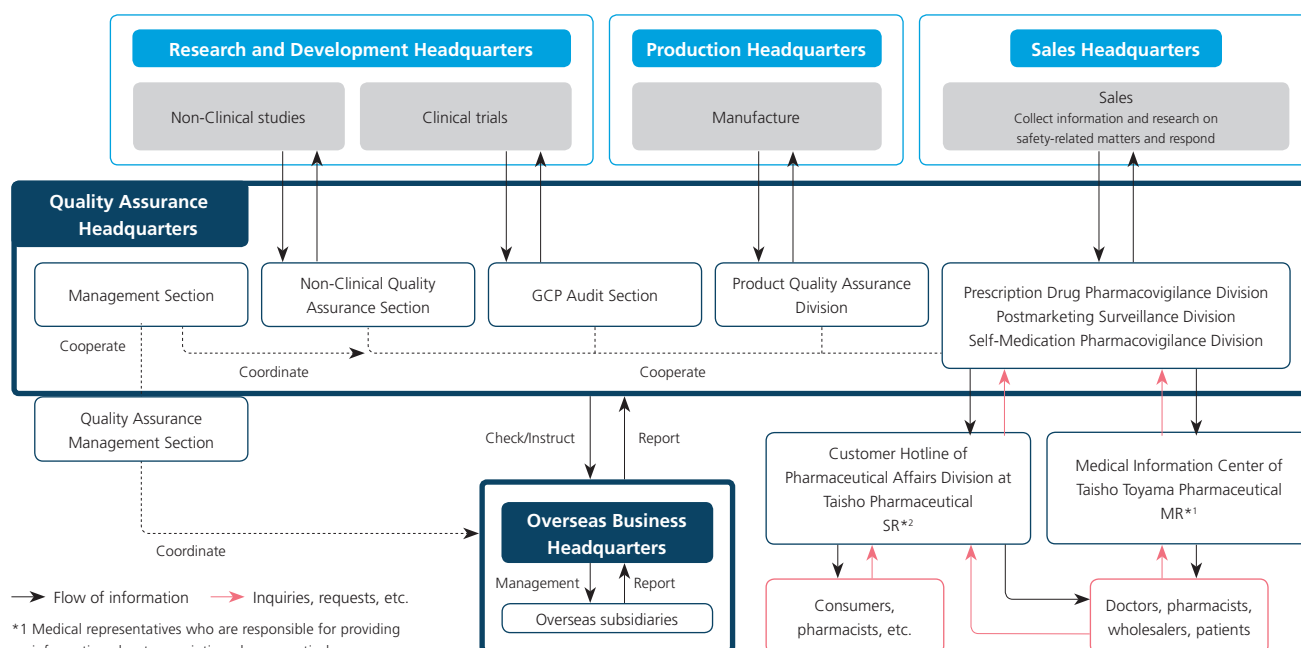 Research and Development Headquarters
Production Headquarters
Sales Headquarters
Non-Clinical studies
Clinical trials
Manufacture
Sales
Collect information and research on
safety-related matters and respond
Quality Assurance
Headquarters
Management Section
Non-Clinical Quality
Assurance Section
GCP Audit Section
Product Quality Assurance
Division
Prescription Drug Pharmacovigilance Division
Postmarketing Surveillance Division
Self-Medication Pharmacovigilance Division
Cooperate
Coordinate
Cooperate
Quality Assurance
Management Section
Check/Instruct
Report
Customer Hotline of
Pharmaceutical Affairs Division at
Taisho Pharmaceutical
SR*2
Medical Information Center of
Taisho Toyama Pharmaceutical
MR*1
Coordinate
Overseas Business
Headquarters
Management
Report
Overseas subsidiaries
Consumers,
pharmacists, etc.
Doctors, pharmacists,
wholesalers, patients
Flow of information
Inquiries, requests, etc.
*1 Medical representatives who are responsible for providing